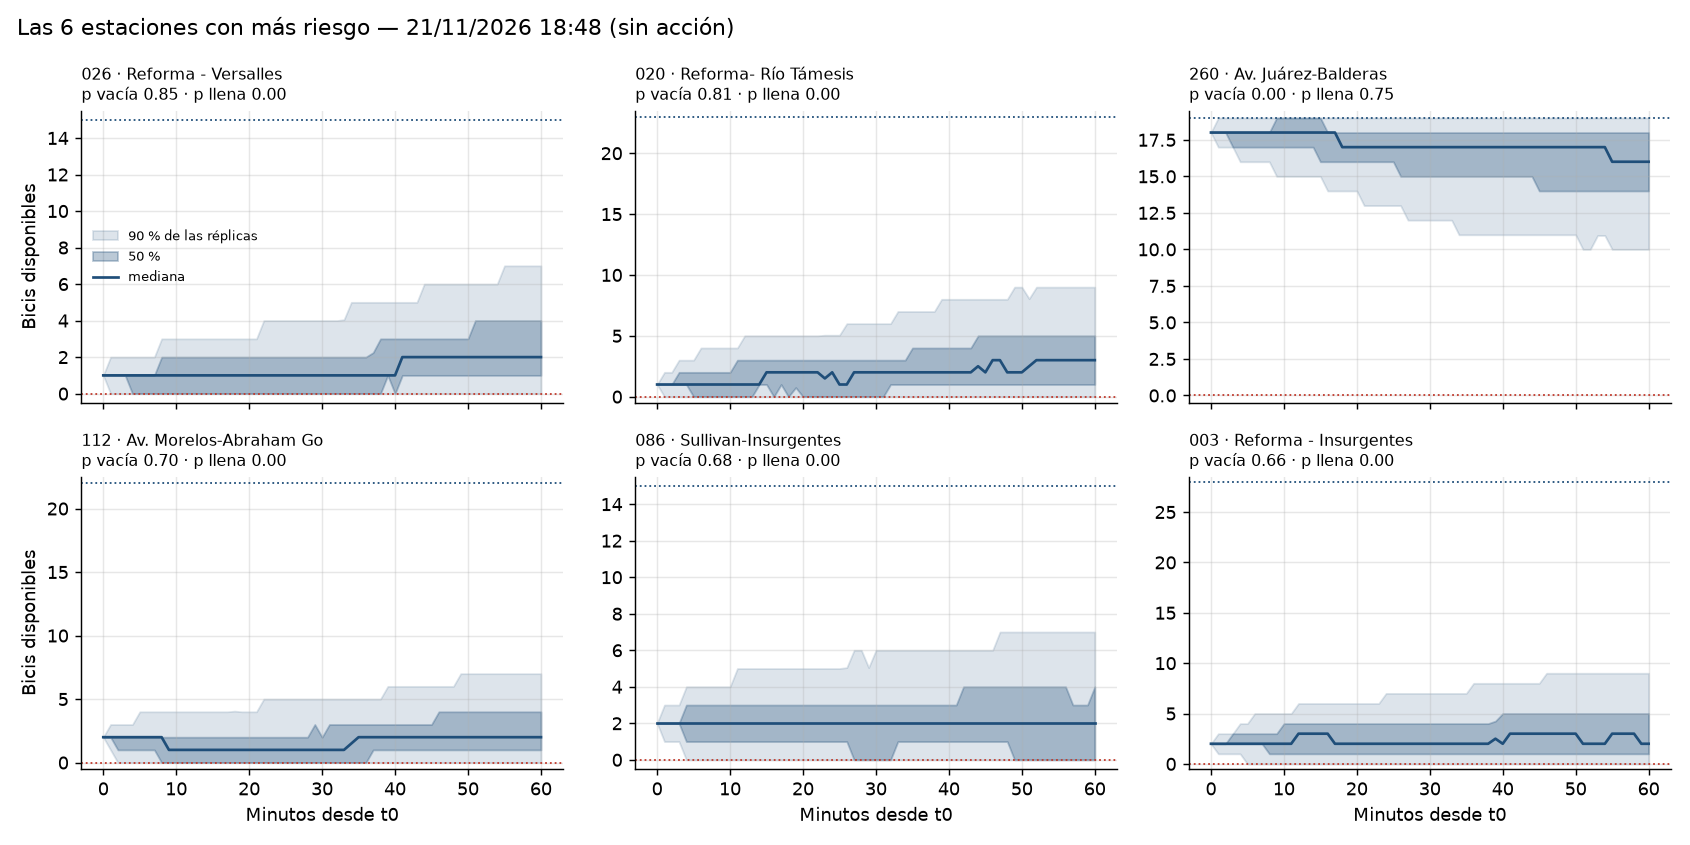 Las 6 estaciones con más riesgo — 21/11/2026 18:48 (sin acción)
026 · Reforma - Versalles
p vacía 0.85 · p llena 0.00
14
12
10
8
6
4
2
0
Bicis disponibles
90 % de las réplicas
50 %
mediana
020 · Reforma- Río Támesis
p vacía 0.81 · p llena 0.00
20
15
10
5
0
260 · Av. Juárez-Balderas
p vacía 0.00 · p llena 0.75
17.5
15.0
12.5
10.0
7.5
5.0
2.5
0.0
112 · Av. Morelos-Abraham Go
p vacía 0.70 · p llena 0.00
20
15
10
5
0
Bicis disponibles
0 10 20 30 40 50 60
Minutos desde t0
086 · Sullivan-Insurgentes
p vacía 0.68 · p llena 0.00
14
12
10
8
6
4
2
0
0 10 20 30 40 50 60
Minutos desde t0
003 · Reforma - Insurgentes
p vacía 0.66 · p llena 0.00
25
20
15
10
5
0
0 10 20 30 40 50 60
Minutos desde t0